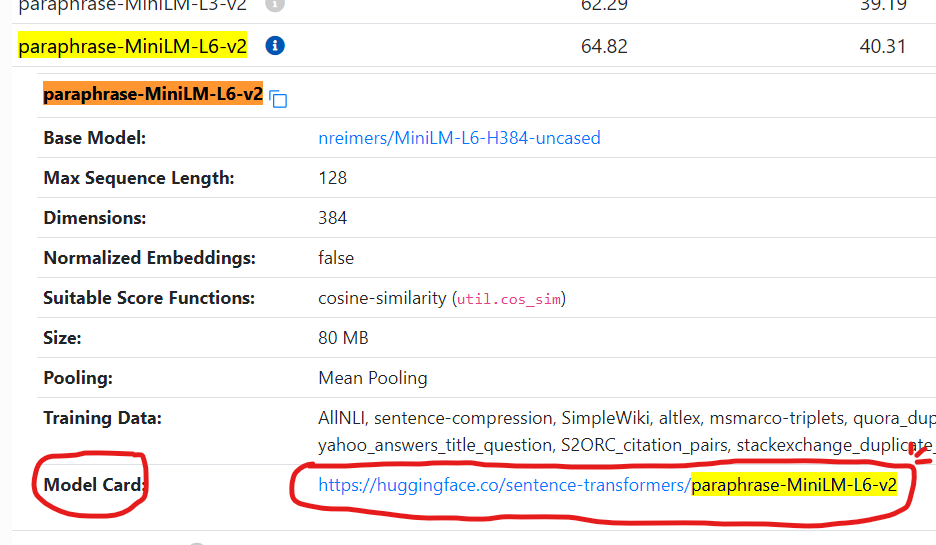 paraphrase-MiniLM-L3-v2 62.29 39.19
paraphrase-MiniLM-L6-v2 64.82 40.31
paraphrase-MiniLM-L6-v2
Base Model: nreimers/MiniLM-L6-H384-uncased
Max Sequence Length: 128
Dimensions: 384
Normalized Embeddings: false
Suitable Score Functions: cosine-similarity (util.cos_sim)
Size: 80 MB
Pooling: Mean Pooling
Training Data: AllNLI, sentence-compression, SimpleWiki, altlex, msmarco-triplets, quora_dup
yahoo_answers_title_question, S2ORC_citation_pairs, stackexchange_duplicate_
Model Card: https://huggingface.co/sentence-transformers/paraphrase-MiniLM-L6-v2